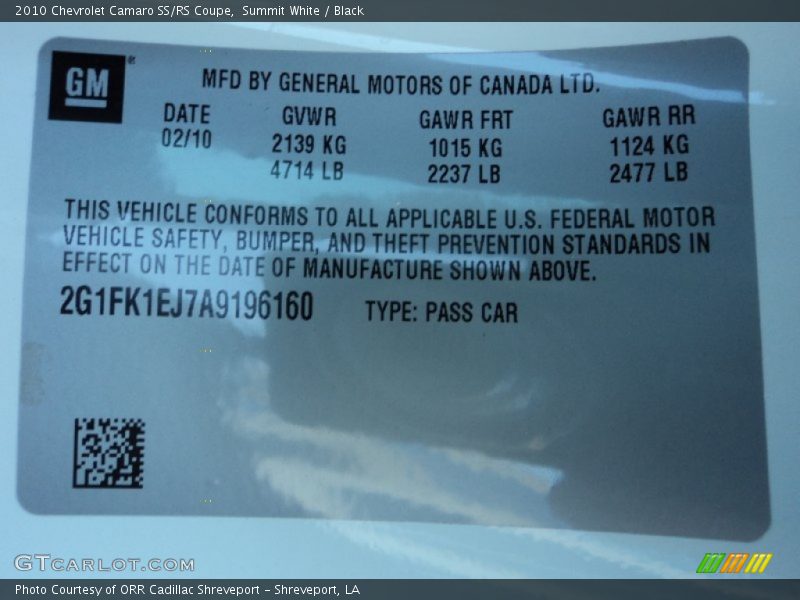 2010 Chevrolet Camaro SS/RS Coupe, Summit White / Black
GM
MFD BY GENERAL MOTORS OF CANADA LTD.
DATE GVWR GAWR FRT GAWR RR
02/10 2139 KG 1015 KG 1124 KG
4714 LB 2237 LB 2477 LB
THIS VEHICLE CONFORMS TO ALL APPLICABLE U.S. FEDERAL MOTOR
VEHICLE SAFETY, BUMPER, AND THEFT PREVENTION STANDARDS IN
EFFECT ON THE DATE OF MANUFACTURE SHOWN ABOVE.
2G1FK1EJ7A9196160 TYPE: PASS CAR
GTCARLOT.COM
Photo Courtesy of ORR Cadillac Shreveport - Shreveport, LA